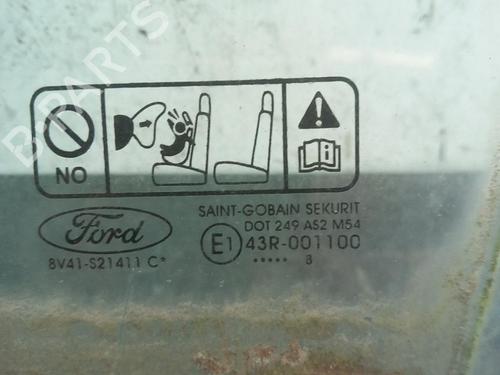 B-PARTS
NO
Ford
8V41-S21411 C*
SAINT-GOBAIN SEKURIT
DOT 249 AS2 M54
E1 43R-001100
..... 8